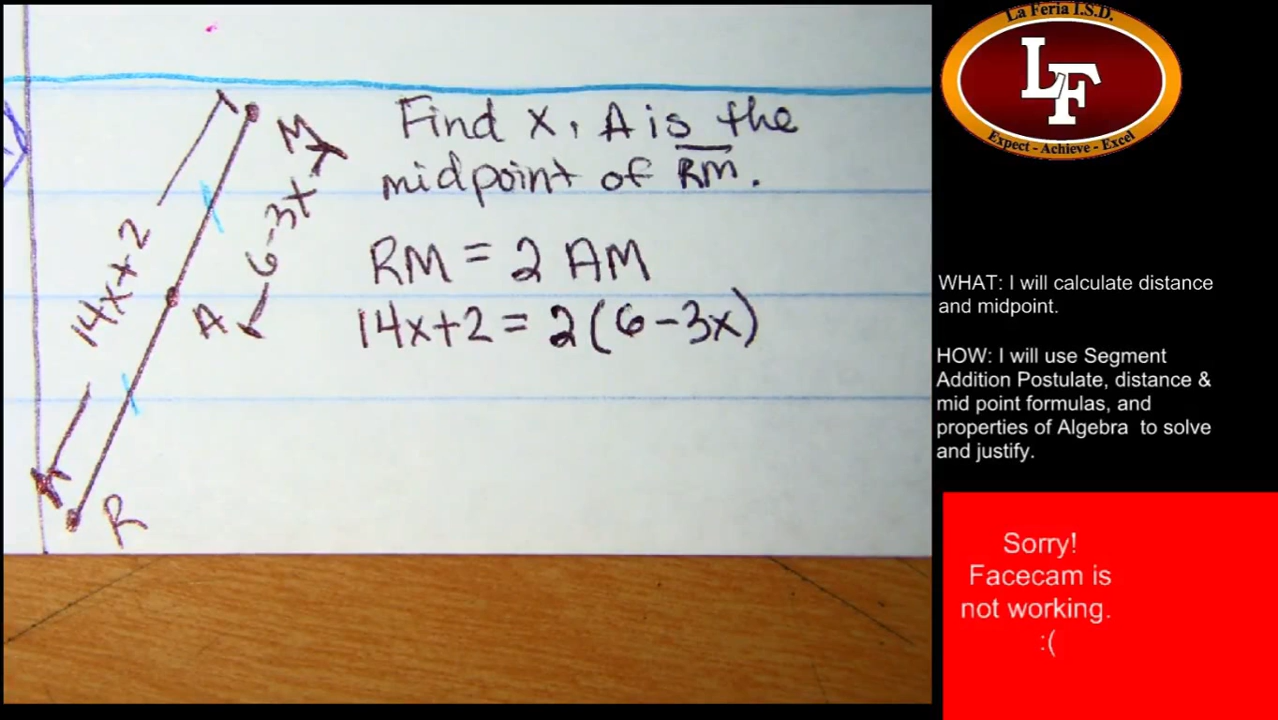 Find x, A is the
midpoint of RM.
RM = 2 AM
14x+2 = 2(6-3x)
M
14x+2
6-3x
A
R
La Feria I.S.D.
LF
Expect - Achieve - Excel
WHAT: I will calculate distance
and midpoint.
HOW: I will use Segment
Addition Postulate, distance &
mid point formulas, and
properties of Algebra to solve
and justify.
Sorry!
Facecam is
not working.
:(